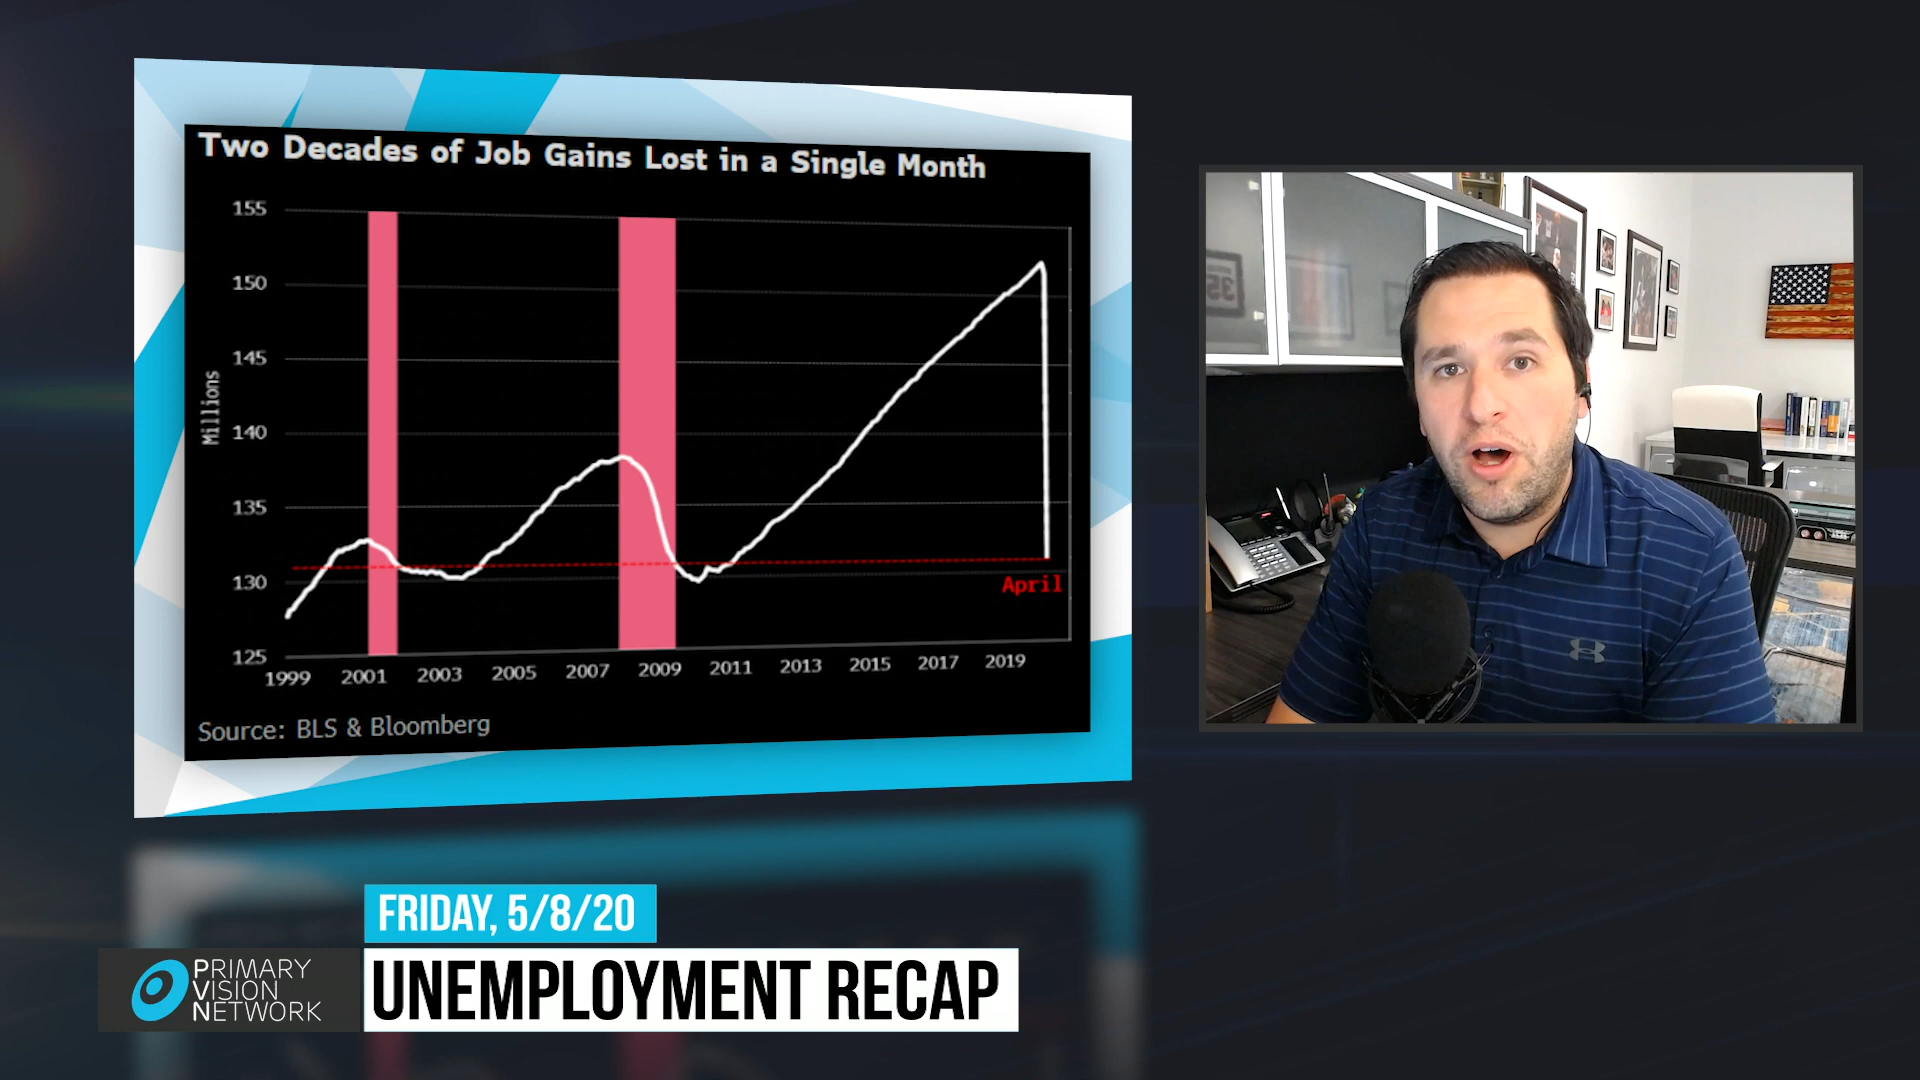 Two Decades of Job Gains Lost in a Single Month
155
150
145
140
135
130
125
Millions
1999 2001 2003 2005 2007 2009 2011 2013 2015 2017 2019
April
Source: BLS & Bloomberg
FRIDAY, 5/8/20
PRIMARY
VISION
NETWORK
UNEMPLOYMENT RECAP